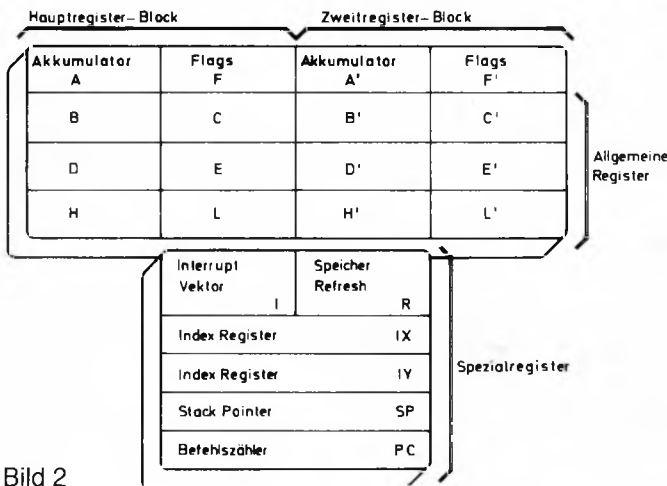 Hauptregister-Block Zweitregister-Block
Akkumulator Flags Akkumulator Flags
A F A' F'
B C B' C'
D E D' E'
H L H' L'
Allgemeine
Register
Interrupt Speicher
Vektor Refresh
I R
Index Register IX
Index Register IY
Stack Pointer SP
Befehlszähler PC
Spezialregister
Bild 2